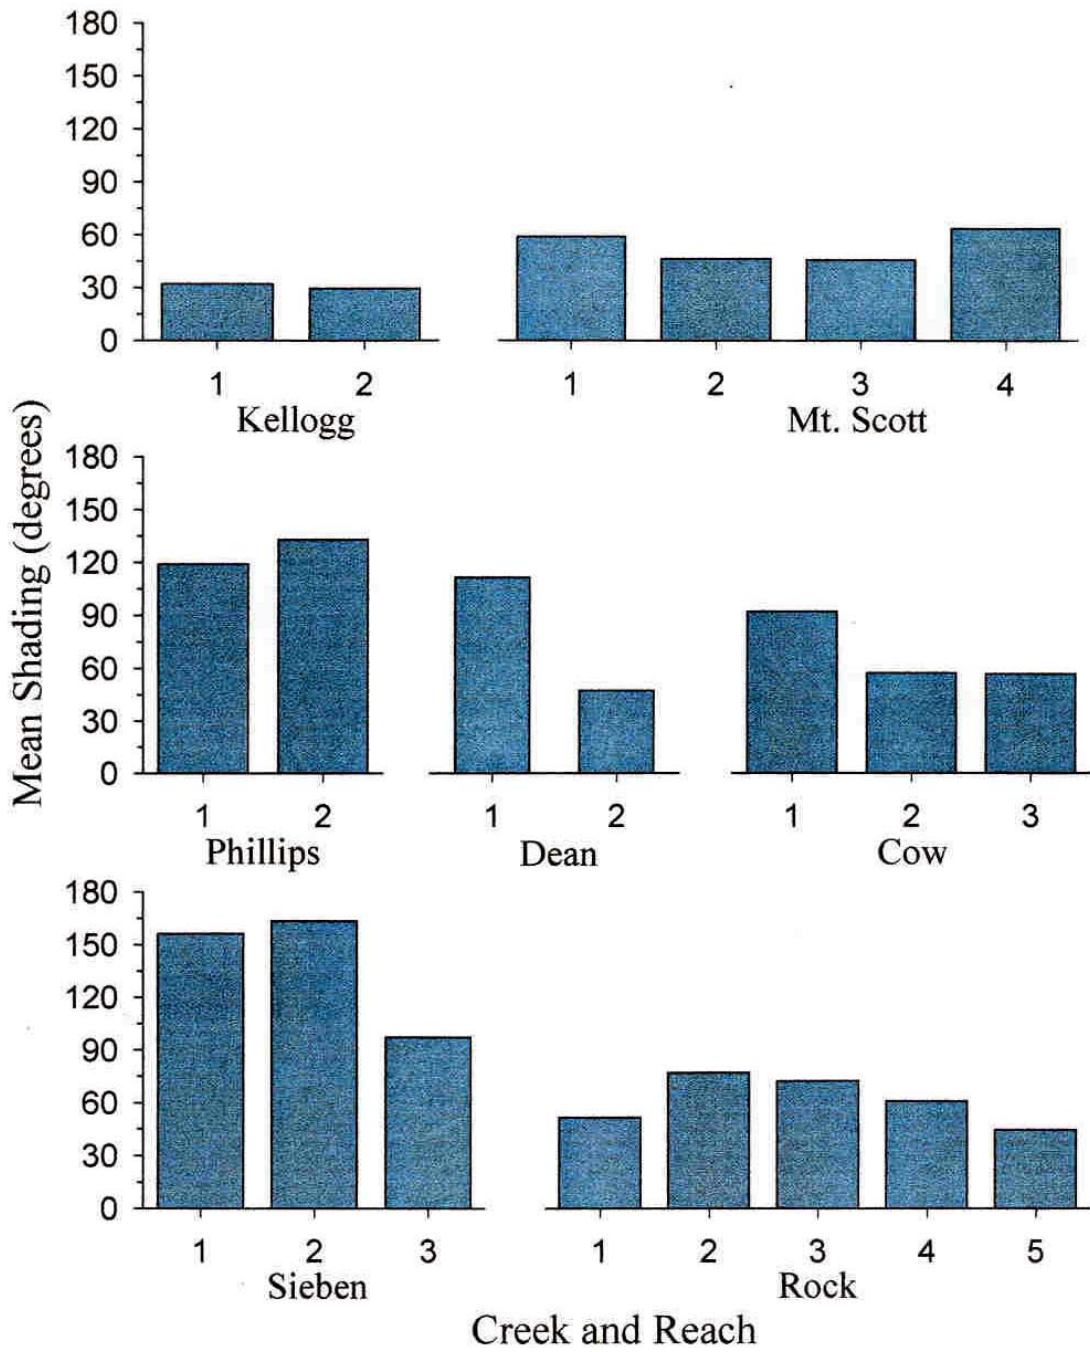 Mean Shading (degrees)
180
150
120
90
60
30
0
1 2 1 2 3 4
Kellogg Mt. Scott
180
150
120
90
60
30
0
1 2 1 2 1 2 3
Phillips Dean Cow
180
150
120
90
60
30
0
1 2 3 1 2 3 4 5
Sieben Rock
Creek and Reach